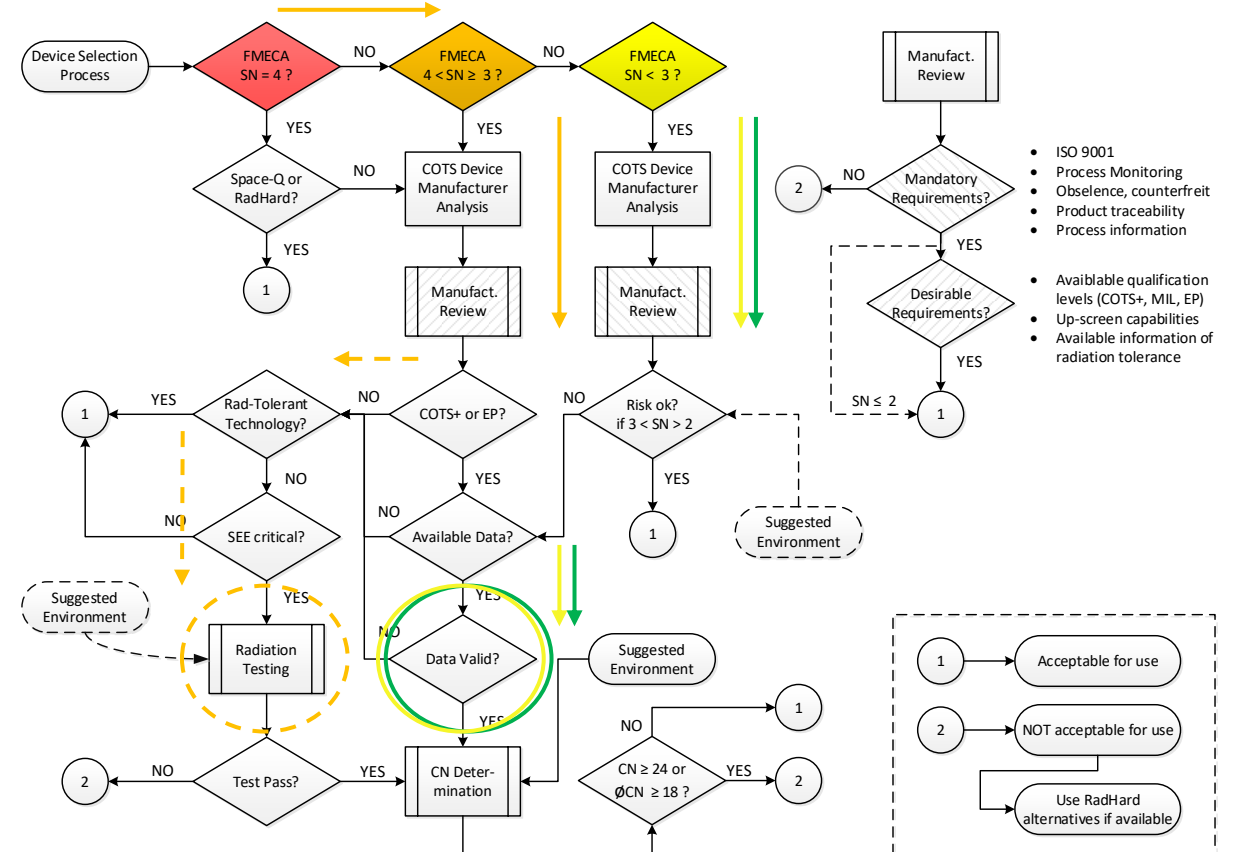 Device Selection
Process
FMECA
SN = 4 ?
NO
FMECA
4 < SN ≥ 3 ?
NO
FMECA
SN < 3 ?
Manufact.
Review
YES
YES
YES
Space-Q or
RadHard?
NO
COTS Device
Manufacturer
Analysis
COTS Device
Manufacturer
Analysis
2
NO
Mandatory
Requirements?
• ISO 9001
• Process Monitoring
• Obselence, counterfreit
• Product traceability
• Process information
YES
YES
1
Manufact.
Review
Manufact.
Review
Desirable
Requirements?
• Avaiblable qualification
levels (COTS+, MIL, EP)
• Up-screen capabilities
• Available information of
radiation tolerance
YES
1
YES
Rad-Tolerant
Technology?
NO
COTS+ or EP?
NO
Risk ok?
if 3 < SN > 2
SN ≤ 2
1
NO
YES
YES
NO
SEE critical?
NO
Available Data?
1
Suggested
Environment
YES
YES
Suggested
Environment
Radiation
Testing
NO
Data Valid?
Suggested
Environment
YES
2
NO
Test Pass?
YES
CN Deter-
mination
NO
1
CN ≥ 24 or
ØCN ≥ 18 ?
YES
2
1
Acceptable for use
2
NOT acceptable for use
Use RadHard
alternatives if available